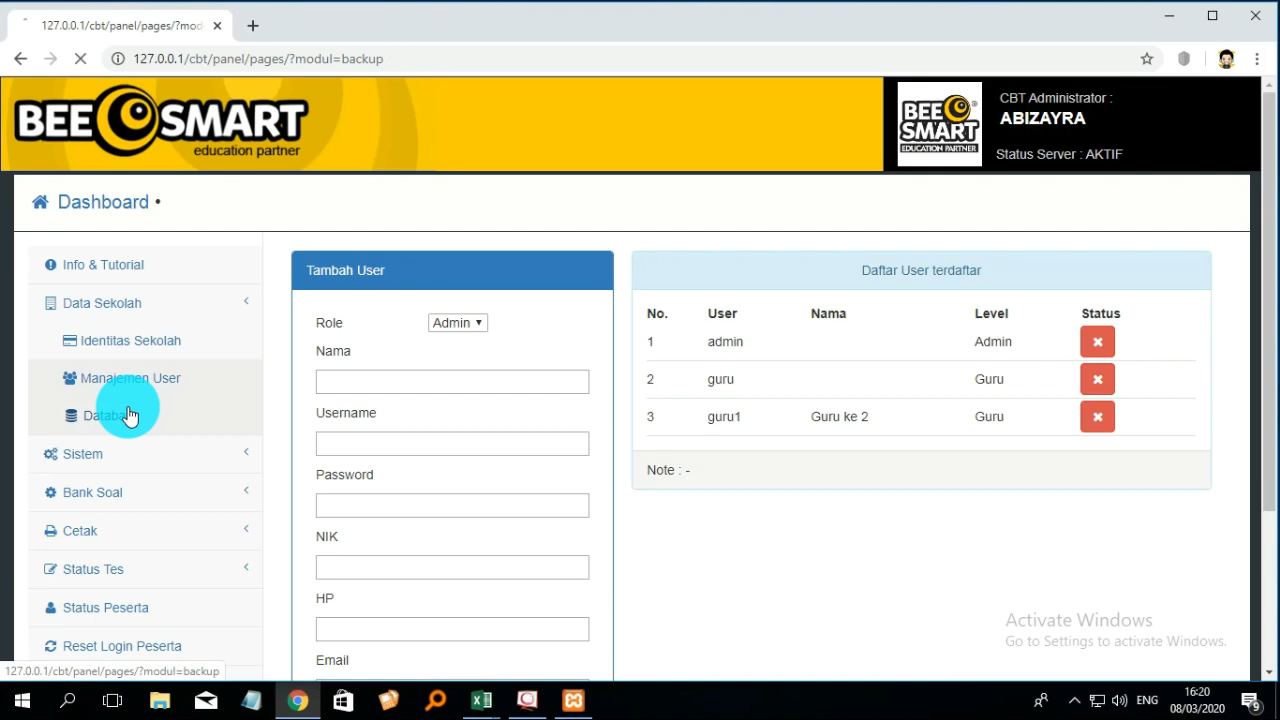 127.0.0.1/cbt/panel/pages/?mod
127.0.0.1/cbt/panel/pages/?modul=backup
BEE SMART
education partner
BEE
SMART
EDUCATION PARTNER
CBT Administrator :
ABIZAYRA
Status Server : AKTIF
Dashboard •
Info & Tutorial
Data Sekolah
Identitas Sekolah
Manajemen User
Sistem
Bank Soal
Cetak
Status Tes
Status Peserta
Reset Login Peserta
Tambah User
Role Admin
Nama
Username
Password
NIK
HP
Email
Daftar User terdaftar
No. User Nama Level Status
1 admin Admin
2 guru Guru
3 guru1 Guru ke 2 Guru
Note : -
Activate Windows
Go to Settings to activate Windows.
127.0.0.1/cbt/panel/pages/?modul=backup
ENG
16:20
08/03/2020
9